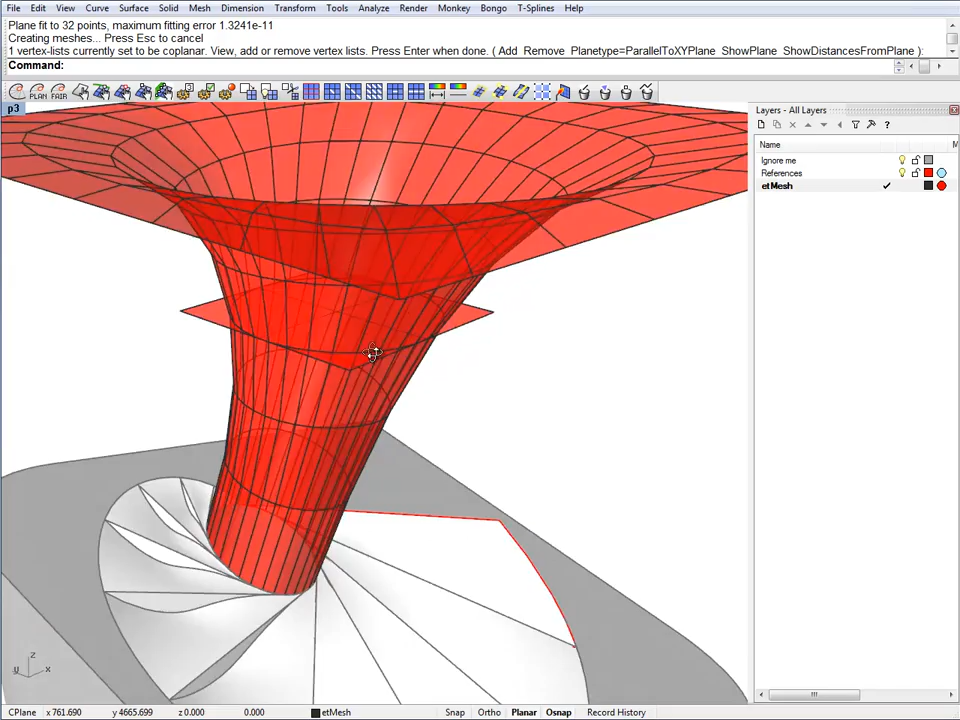 File Edit View Curve Surface Solid Mesh Dimension Transform Tools Analyze Render Monkey Bongo T-Splines Help
Plane fit to 32 points, maximum fitting error 1.3241e-11
Creating meshes... Press Esc to cancel
1 vertex-lists currently set to be coplanar. View, add or remove vertex lists. Press Enter when done. ( Add Remove Planetype=ParallelToXYPlane ShowPlane ShowDistancesFromPlane ):
Command:
PLAN FAIR
p3
Layers - All Layers
Name M
Ignore me
References
etMesh
z
x
CPlane x 761.690 y 4665.699 z 0.000 0.000 etMesh Snap Ortho Planar Osnap Record History